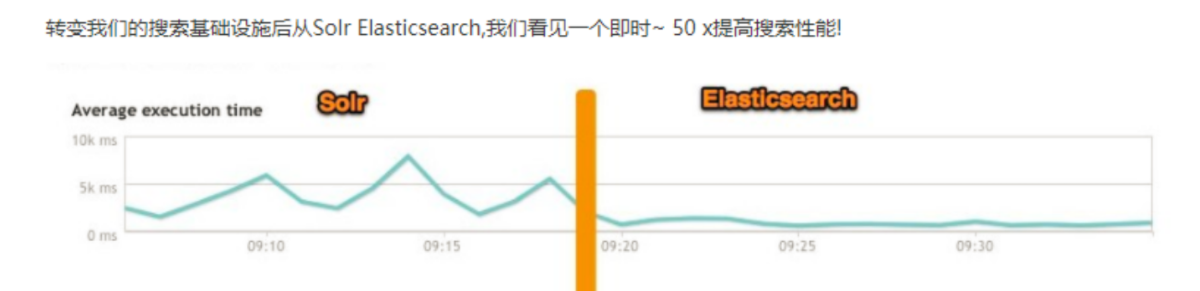 转变我们的搜索基础设施后从Solr Elasticsearch,我们看见一个即时~ 50 x提高搜索性能!
Average execution time
Solr
Elasticsearch
10k ms
5k ms
0 ms
09:10
09:15
09:20
09:25
09:30